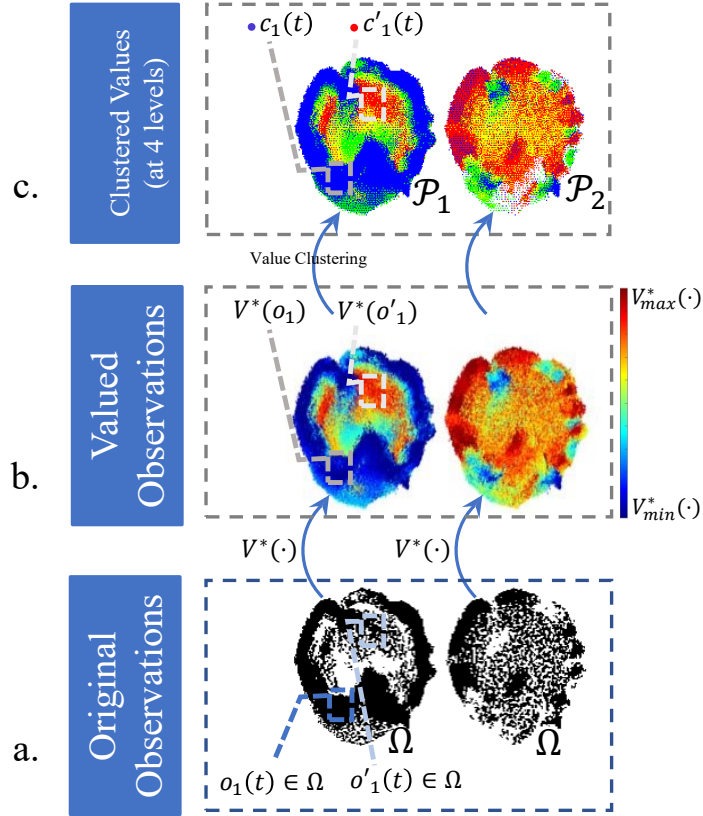 c.
Clustered Values
(at 4 levels)
c₁(t)
c′₁(t)
𝒫₁
𝒫₂
Value Clustering
b.
Valued
Observations
V*(o₁)
V*(o′₁)
V*max(·)
V*min(·)
V*(·)
V*(·)
a.
Original
Observations
Ω
Ω
o₁(t) ∈ Ω
o′₁(t) ∈ Ω